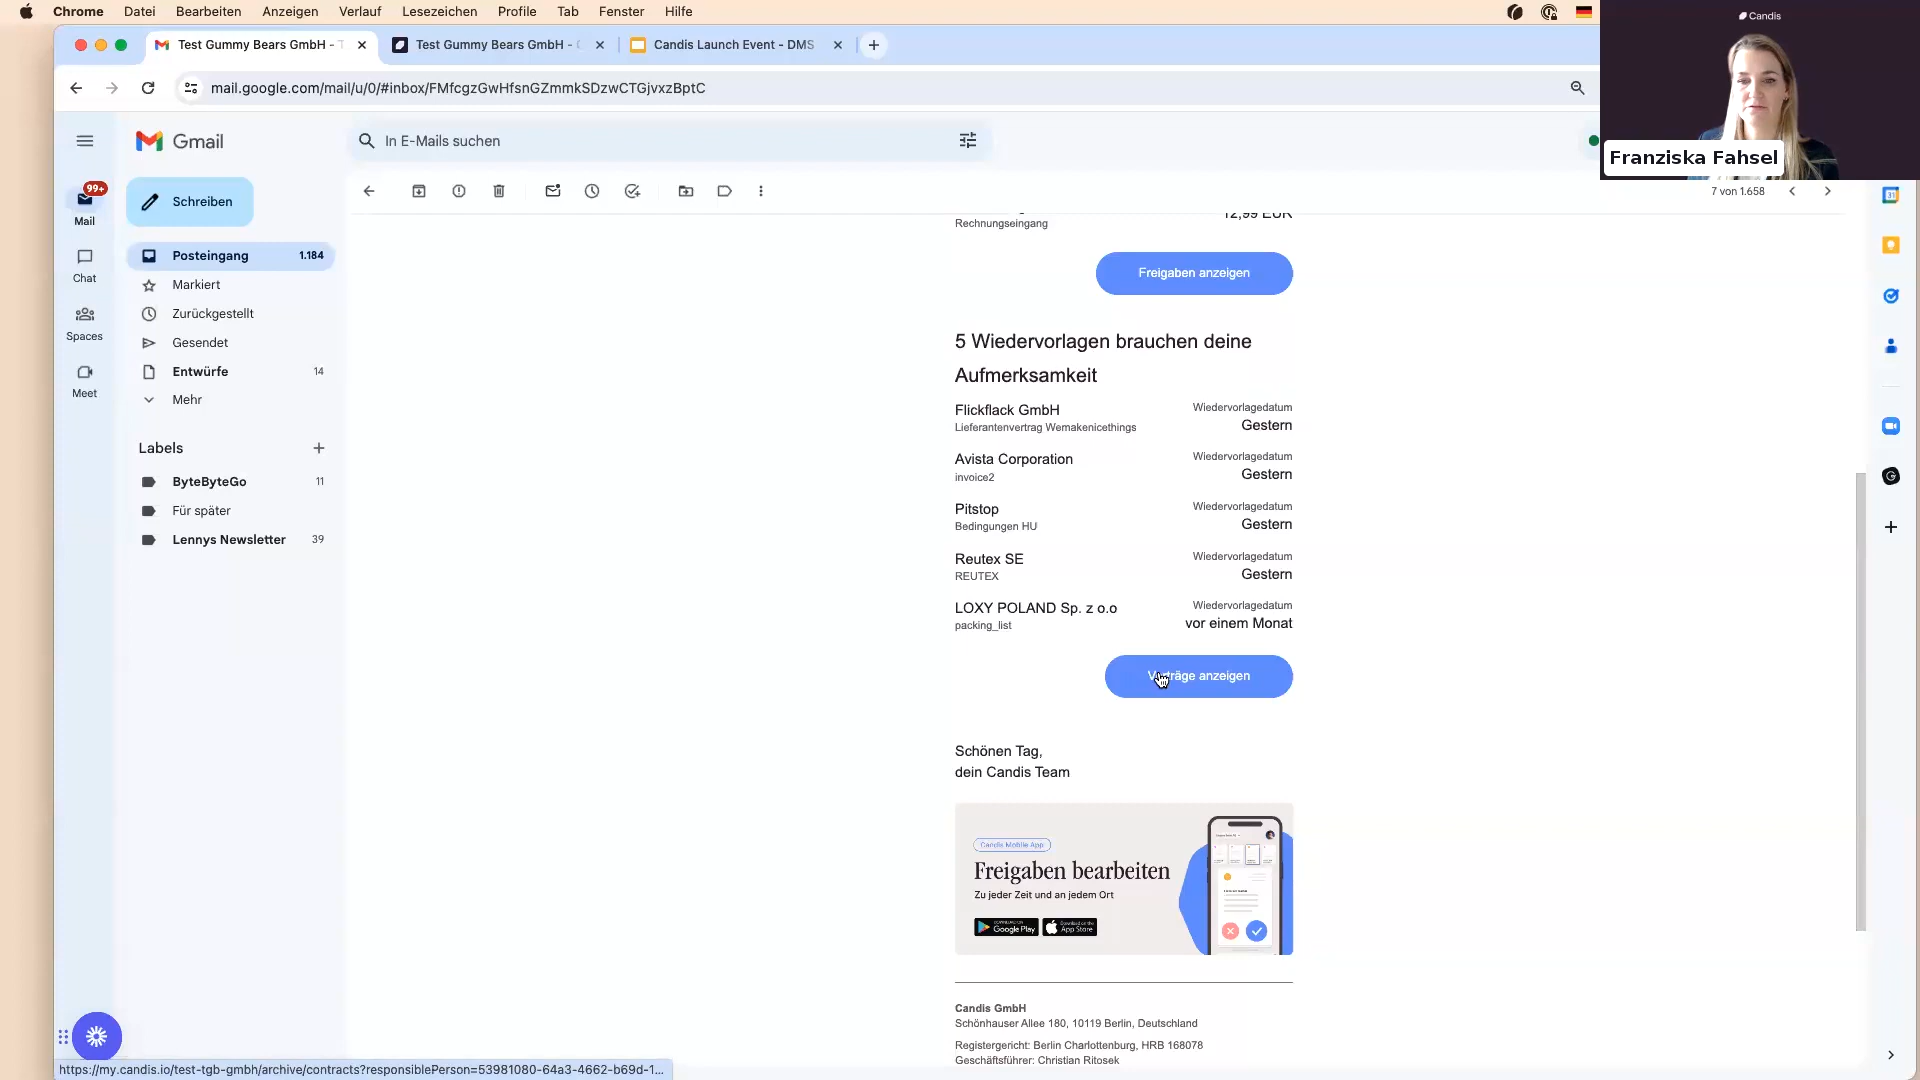 Chrome Datei Bearbeiten Anzeigen Verlauf Lesezeichen Profile Tab Fenster Hilfe
Candis
Test Gummy Bears GmbH -
Test Gummy Bears GmbH -
Candis Launch Event - DMS
mail.google.com/mail/u/0/#inbox/FMfcgzGwHfsnGZmmkSDzwCTGjvxzBptC
Franziska Fahsel
Gmail
In E-Mails suchen
99+
Mail
Chat
Spaces
Meet
Schreiben
7 von 1.658
Posteingang 1.184
Markiert
Zurückgestellt
Gesendet
Entwürfe 14
Mehr
Labels
ByteByteGo 11
Für später
Lennys Newsletter 39
12,99 EUR
Rechnungseingang
Freigaben anzeigen
5 Wiedervorlagen brauchen deine
Aufmerksamkeit
Flickflack GmbH Wiedervorlagedatum
Lieferantenvertrag Wemakenicethings Gestern
Avista Corporation Wiedervorlagedatum
invoice2 Gestern
Pitstop Wiedervorlagedatum
Bedingungen HU Gestern
Reutex SE Wiedervorlagedatum
REUTEX Gestern
LOXY POLAND Sp. z o.o Wiedervorlagedatum
packing_list vor einem Monat
Verträge anzeigen
Schönen Tag,
dein Candis Team
Candis Mobile App
Freigaben bearbeiten
Zu jeder Zeit und an jedem Ort
Google Play
App Store
Candis GmbH
Schönhauser Allee 180, 10119 Berlin, Deutschland
Registergericht: Berlin Charlottenburg, HRB 168078
Geschäftsführer: Christian Ritosek
https://my.candis.io/test-tgb-gmbh/archive/contracts?responsiblePerson=53981080-64a3-4662-b69d-1...